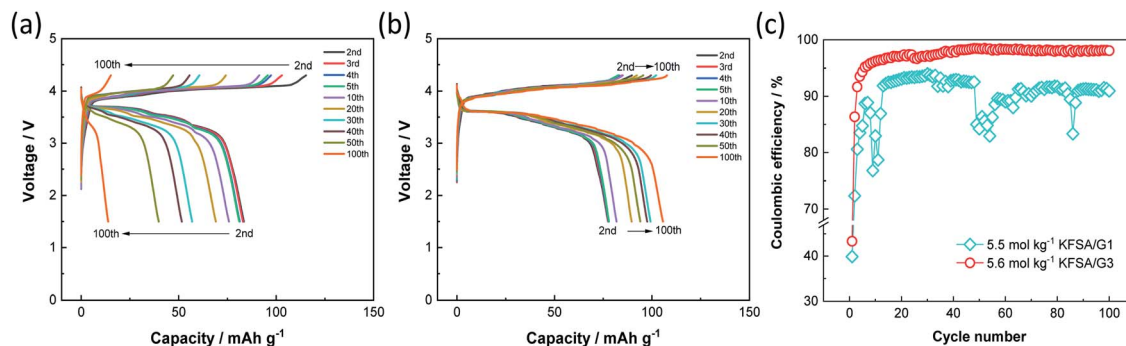 (a)
6
5
4
3
2
1
0
50
100
150
Voltage / V
Capacity / mAh g⁻¹
100th
2nd
2nd
3rd
4th
5th
10th
20th
30th
40th
50th
100th
100th
2nd
(b)
6
5
4
3
2
1
0
50
100
150
Voltage / V
Capacity / mAh g⁻¹
2nd
100th
2nd
3rd
4th
5th
10th
20th
30th
40th
50th
100th
2nd
100th
(c)
100
90
80
70
40
0
20
40
60
80
100
Coulombic efficiency / %
Cycle number
5.5 mol kg⁻¹ KFSA/G1
5.6 mol kg⁻¹ KFSA/G3